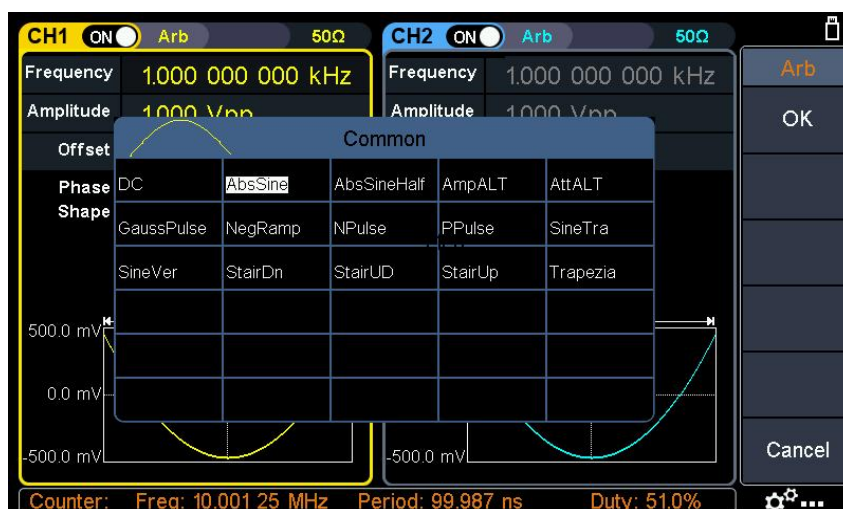 CH1 ON Arb 50Ω CH2 ON Arb 50Ω
Frequency 1.000 000 000 kHz Frequency 1.000 000 000 kHz Arb
Amplitude 1.000 Vpp Amplitude 1.000 Vpp OK
Offset Common
Phase DC AbsSine AbsSineHalf AmpALT AttALT
Shape
GaussPulse NegRamp NPulse PPulse SineTra
SineVer StairDn StairUD StairUp Trapezia
500.0 mV
0.0 mV
-500.0 mV -500.0 mV Cancel
Counter: Freq: 10.001 25 MHz Period: 99.987 ns Duty: 51.0%